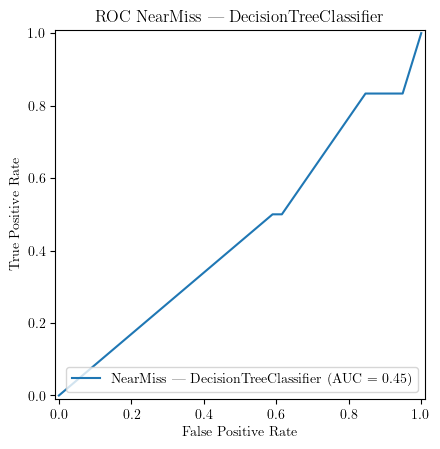 ROC NearMiss — DecisionTreeClassifier
True Positive Rate
1.0
0.8
0.6
0.4
0.2
0.0
NearMiss — DecisionTreeClassifier (AUC = 0.45)
0.0 0.2 0.4 0.6 0.8 1.0
False Positive Rate